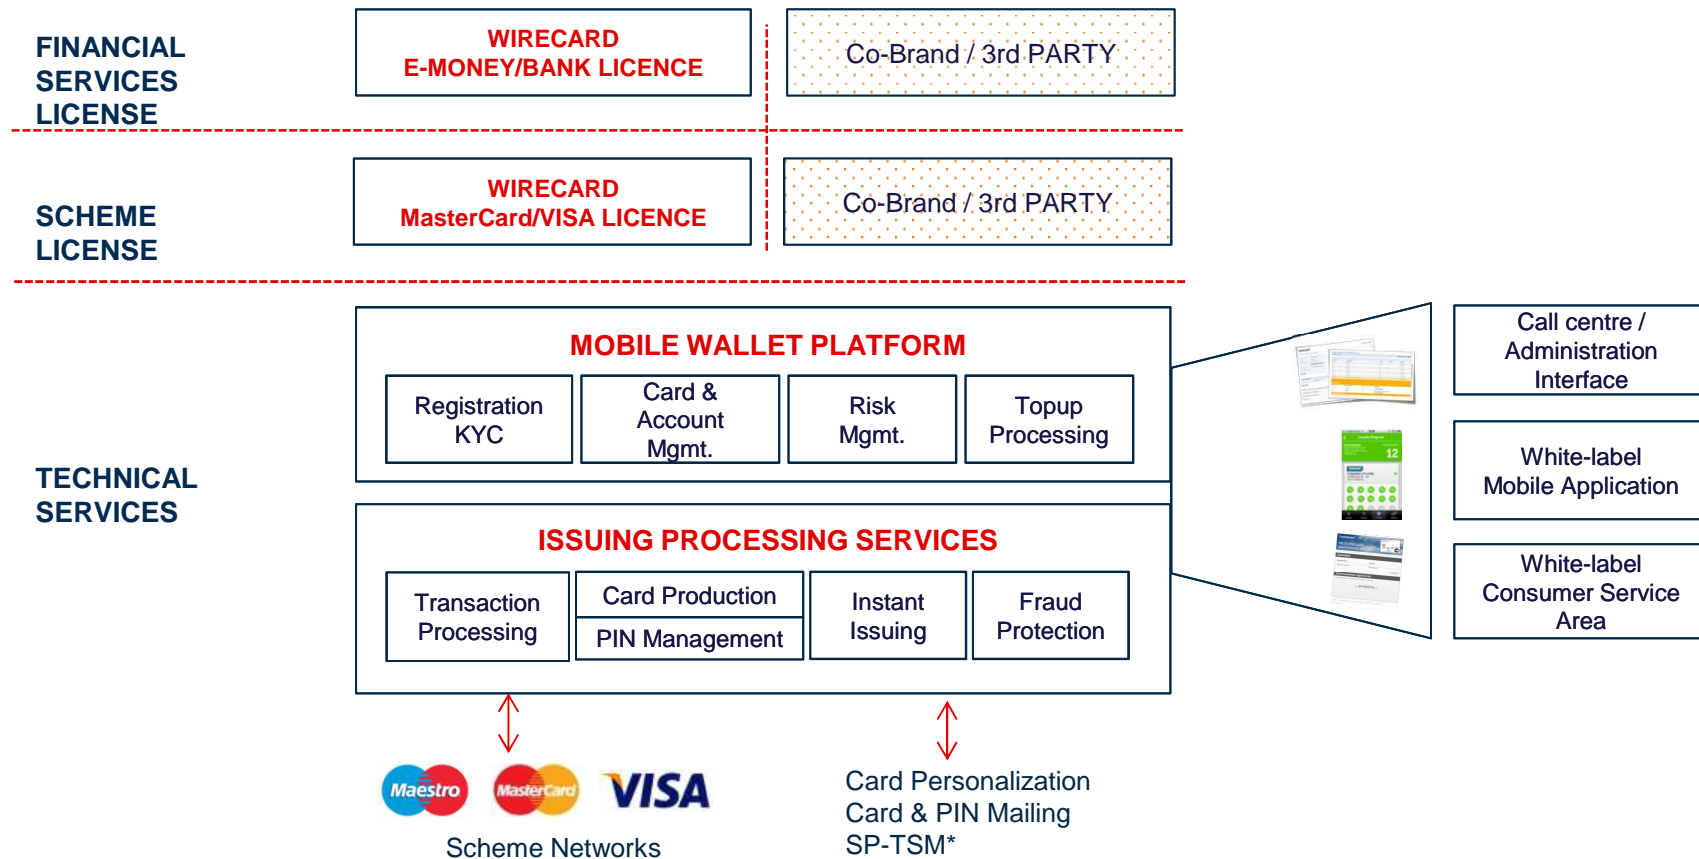 FINANCIAL
SERVICES
LICENSE
WIRECARD
E-MONEY/BANK LICENCE
Co-Brand / 3rd PARTY
SCHEME
LICENSE
WIRECARD
MasterCard/VISA LICENCE
Co-Brand / 3rd PARTY
TECHNICAL
SERVICES
MOBILE WALLET PLATFORM
Registration
KYC
Card &
Account
Mgmt.
Risk
Mgmt.
Topup
Processing
ISSUING PROCESSING SERVICES
Transaction
Processing
Card Production
PIN Management
Instant
Issuing
Fraud
Protection
12
Call centre /
Administration
Interface
White-label
Mobile Application
White-label
Consumer Service
Area
Maestro
MasterCard
VISA
Scheme Networks
Card Personalization
Card & PIN Mailing
SP-TSM*